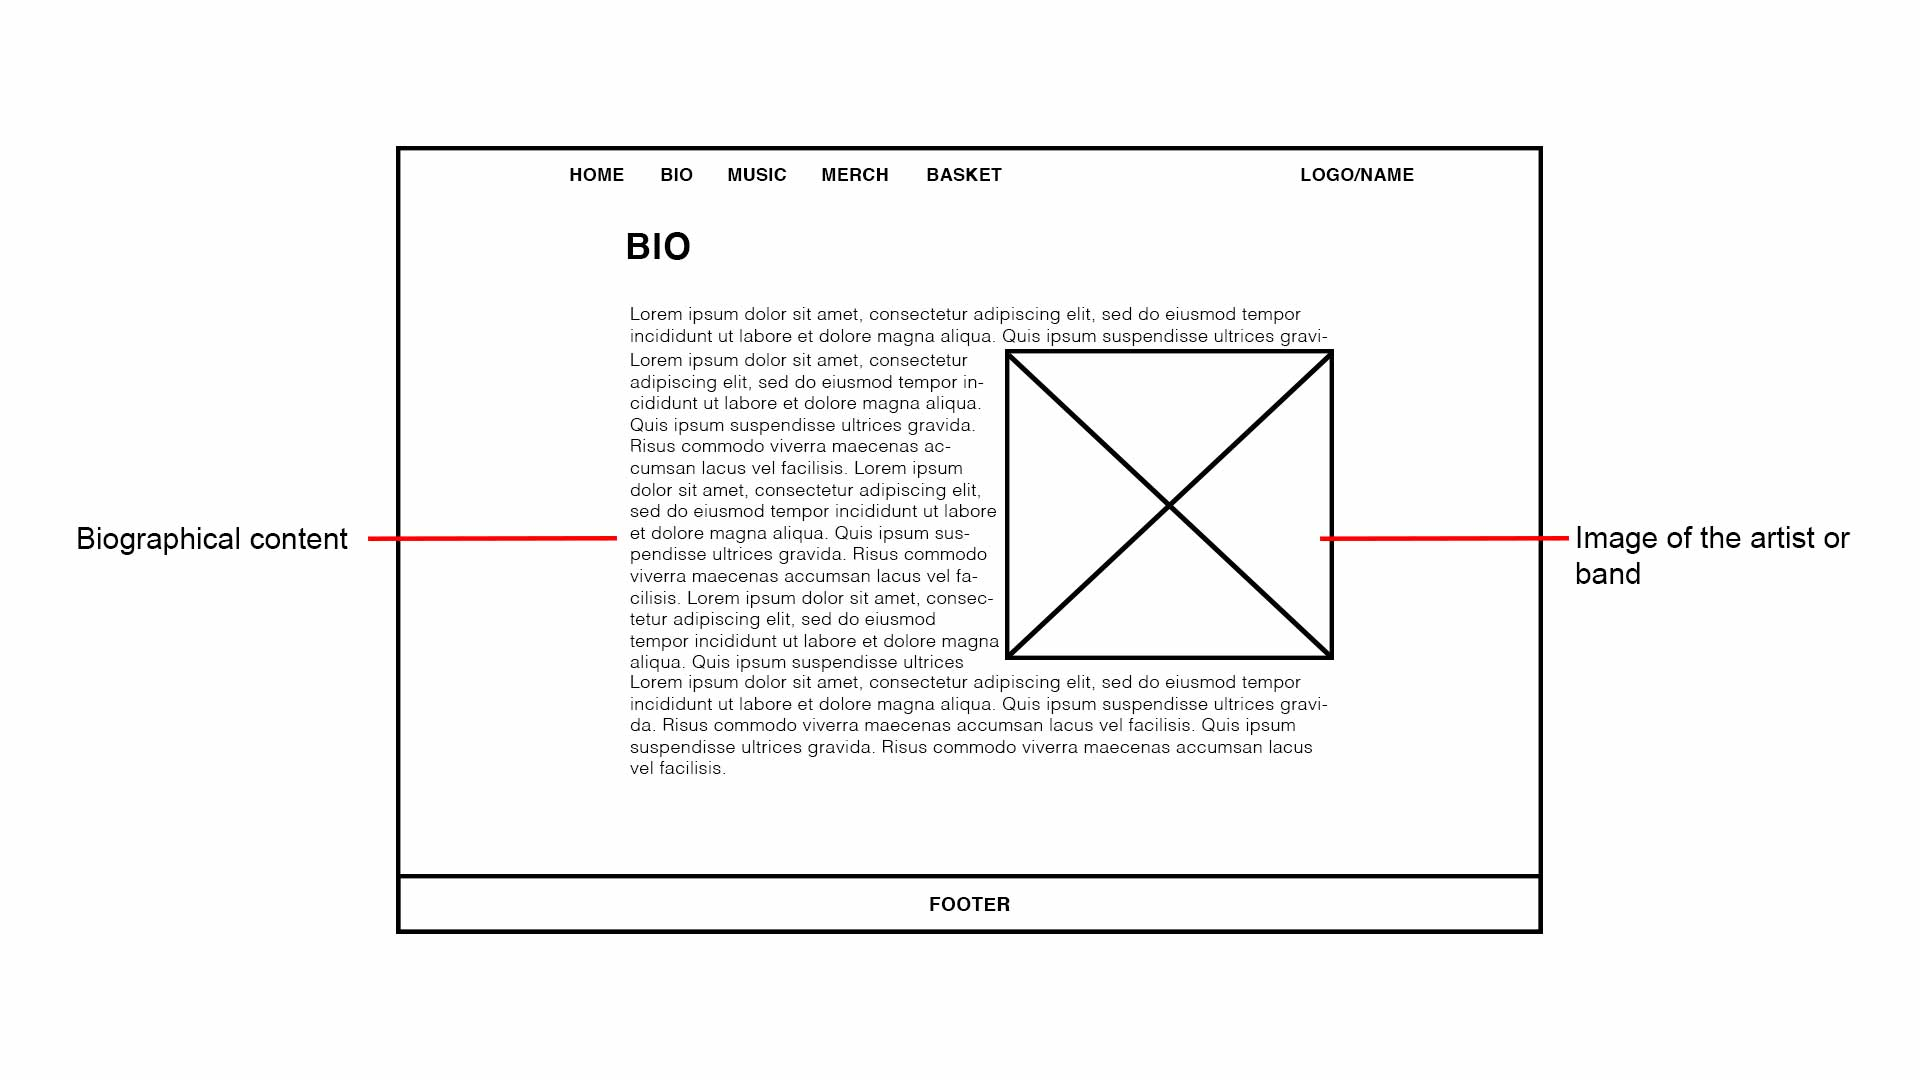 HOME BIO MUSIC MERCH BASKET LOGO/NAME
BIO
Lorem ipsum dolor sit amet, consectetur adipiscing elit, sed do eiusmod tempor
incididunt ut labore et dolore magna aliqua. Quis ipsum suspendisse ultrices gravi-
Lorem ipsum dolor sit amet, consectetur
adipiscing elit, sed do eiusmod tempor in-
cididunt ut labore et dolore magna aliqua.
Quis ipsum suspendisse ultrices gravida.
Risus commodo viverra maecenas ac-
cumsan lacus vel facilisis. Lorem ipsum
dolor sit amet, consectetur adipiscing elit,
sed do eiusmod tempor incididunt ut labore
et dolore magna aliqua. Quis ipsum sus-
pendisse ultrices gravida. Risus commodo
viverra maecenas accumsan lacus vel fa-
cilisis. Lorem ipsum dolor sit amet, consec-
tetur adipiscing elit, sed do eiusmod
tempor incididunt ut labore et dolore magna
aliqua. Quis ipsum suspendisse ultrices
Lorem ipsum dolor sit amet, consectetur adipiscing elit, sed do eiusmod tempor
incididunt ut labore et dolore magna aliqua. Quis ipsum suspendisse ultrices gravi-
da. Risus commodo viverra maecenas accumsan lacus vel facilisis. Quis ipsum
suspendisse ultrices gravida. Risus commodo viverra maecenas accumsan lacus
vel facilisis.
Biographical content
Image of the artist or
band
FOOTER